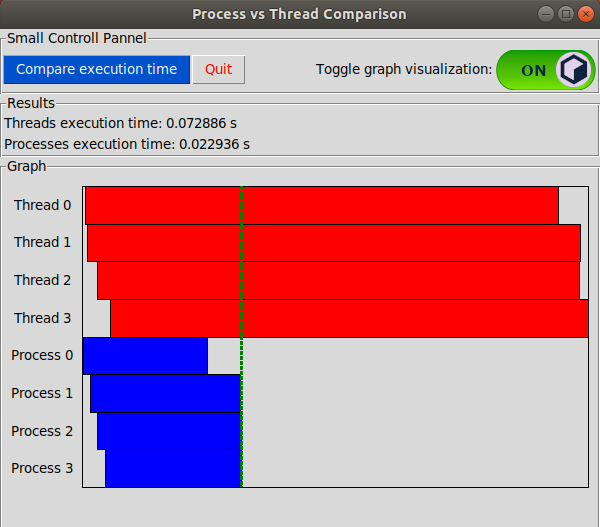 Process vs Thread Comparison
Small Controll Pannel
Compare execution time Quit Toggle graph visualization: ON
Results
Threads execution time: 0.072886 s
Processes execution time: 0.022936 s
Graph
Thread 0
Thread 1
Thread 2
Thread 3
Process 0
Process 1
Process 2
Process 3